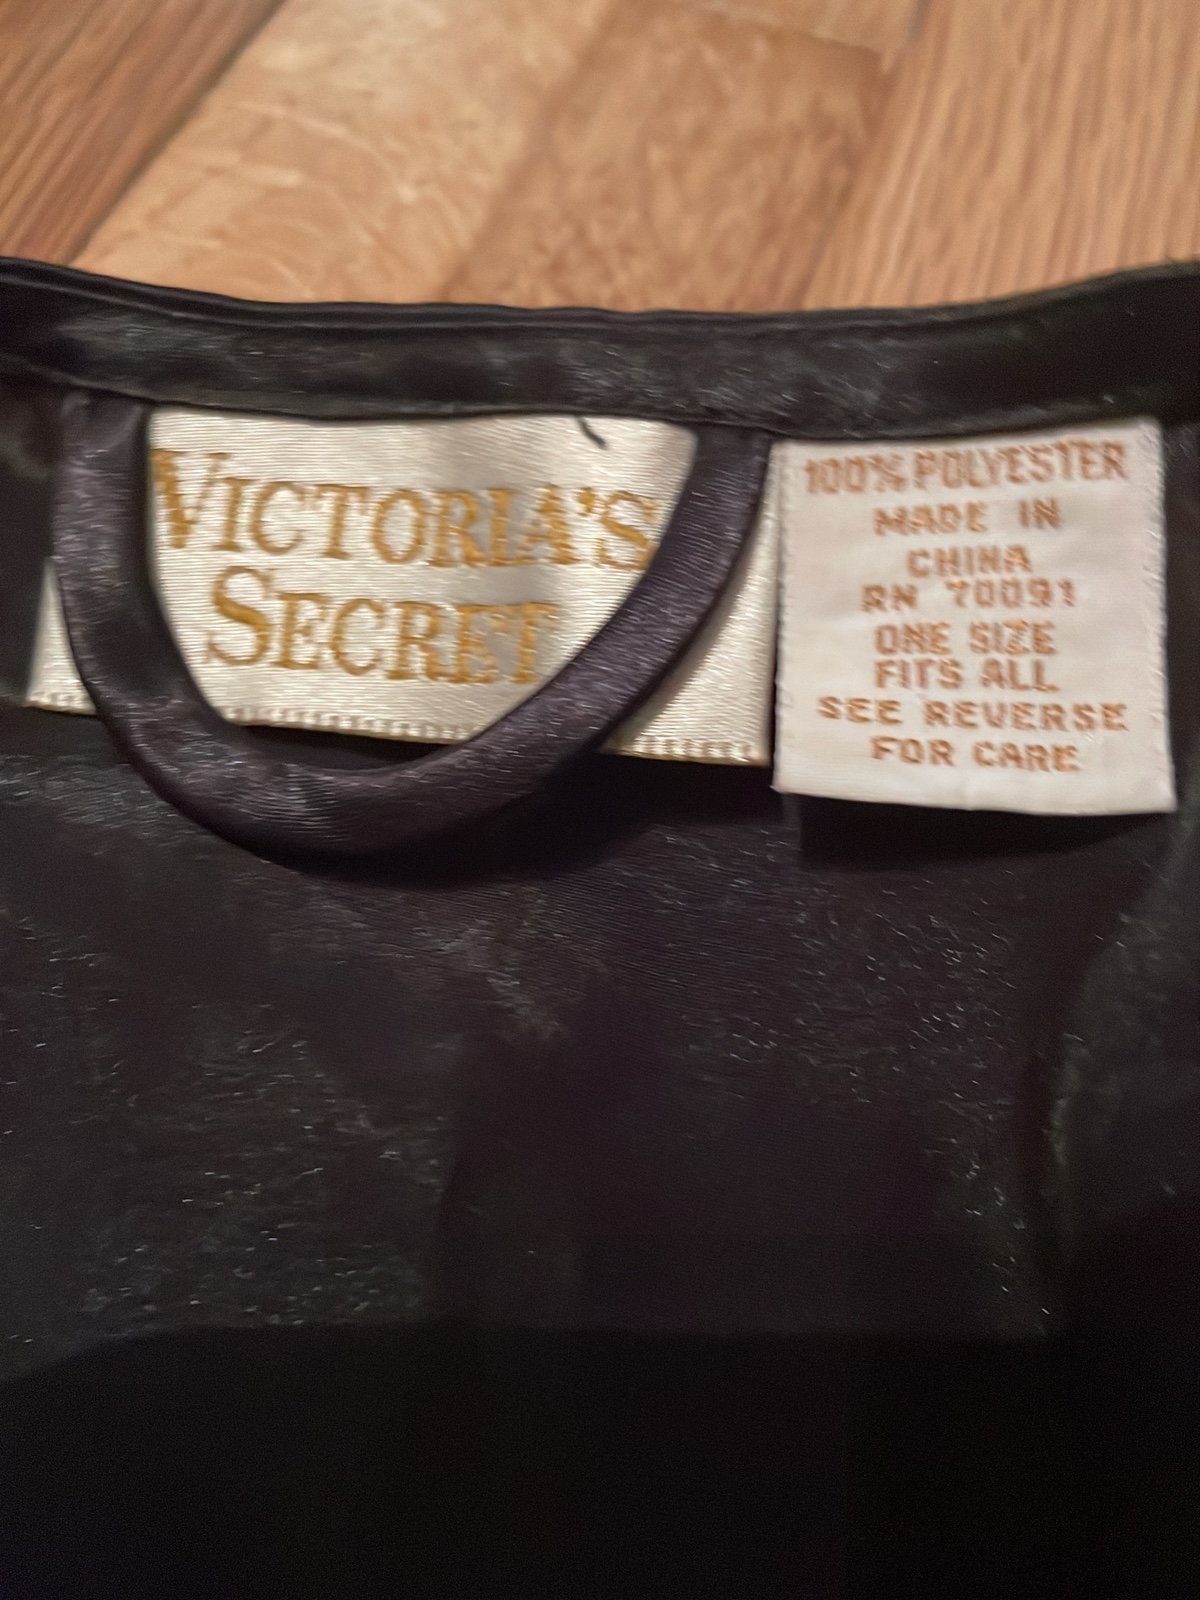 VICTORIA'S
SECRET
100% POLYESTER
MADE IN
CHINA
RN 70091
ONE SIZE
FITS ALL
SEE REVERSE
FOR CARE